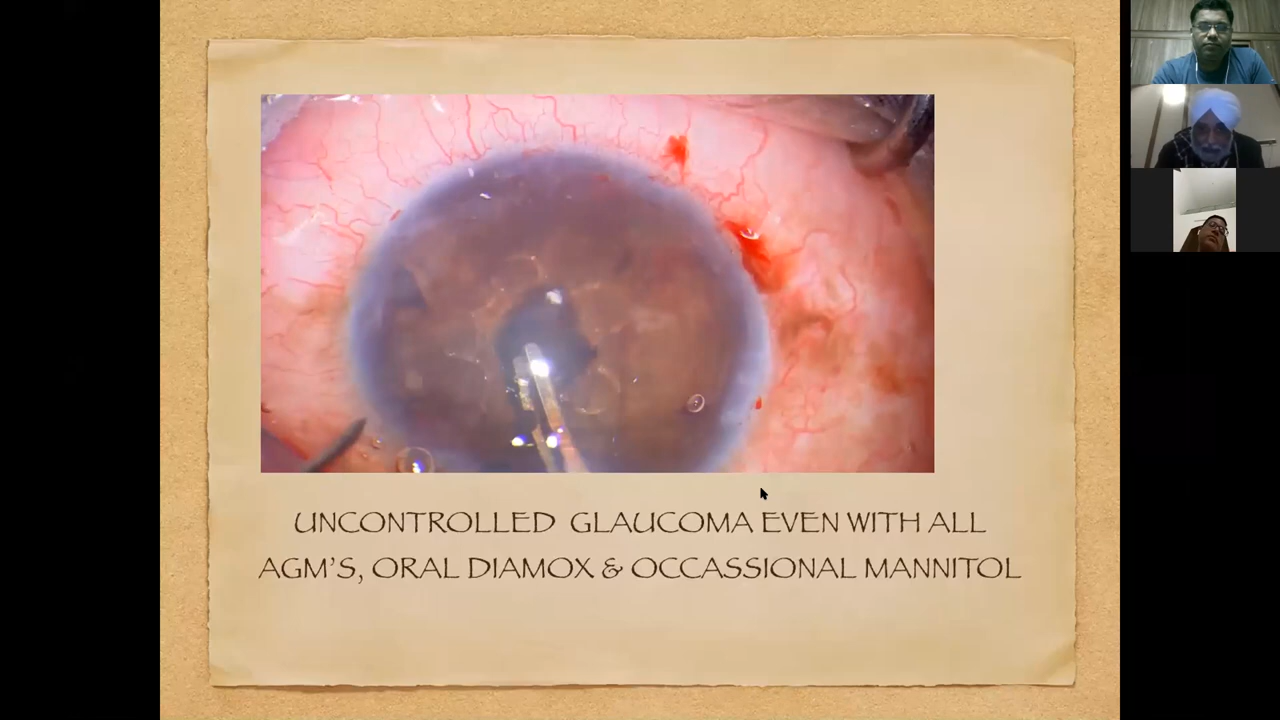 UNCONTROLLED GLAUCOMA EVEN WITH ALL
AGM'S, ORAL DIAMOX & OCCASSIONAL MANNITOL